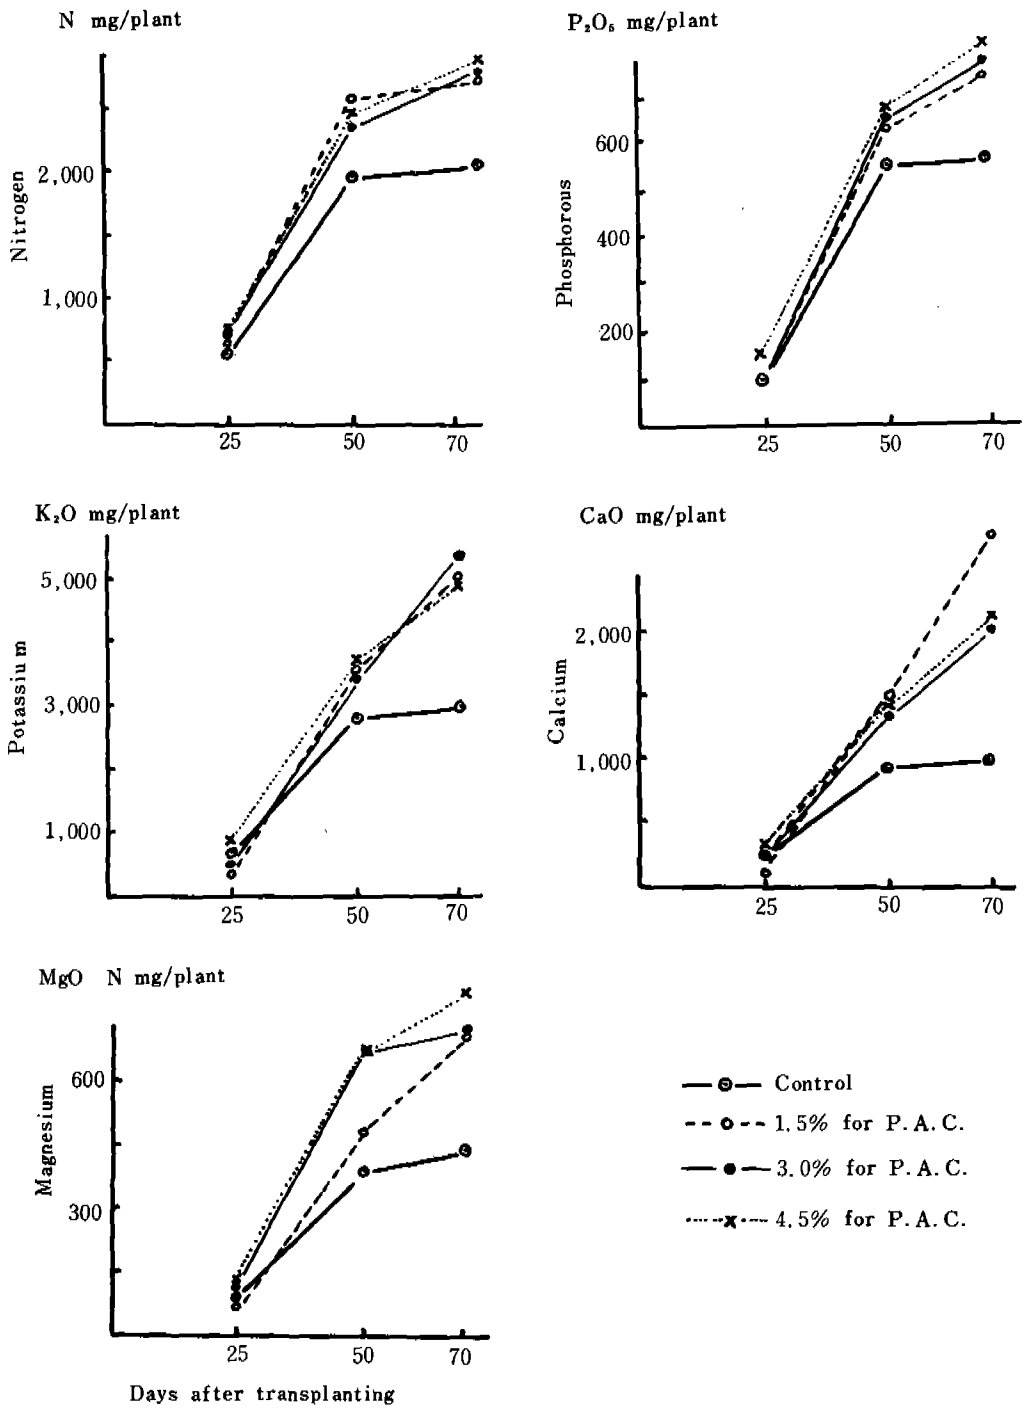 N mg/plant
Nitrogen
2,000
1,000
25 50 70
P₂O₅ mg/plant
Phosphorous
600
400
200
25 50 70
K₂O mg/plant
Potassium
5,000
3,000
1,000
25 50 70
CaO mg/plant
Calcium
2,000
1,000
25 50 70
MgO N mg/plant
Magnesium
600
300
25 50 70
Days after transplanting
Control
1.5% for P.A.C.
3.0% for P.A.C.
4.5% for P.A.C.